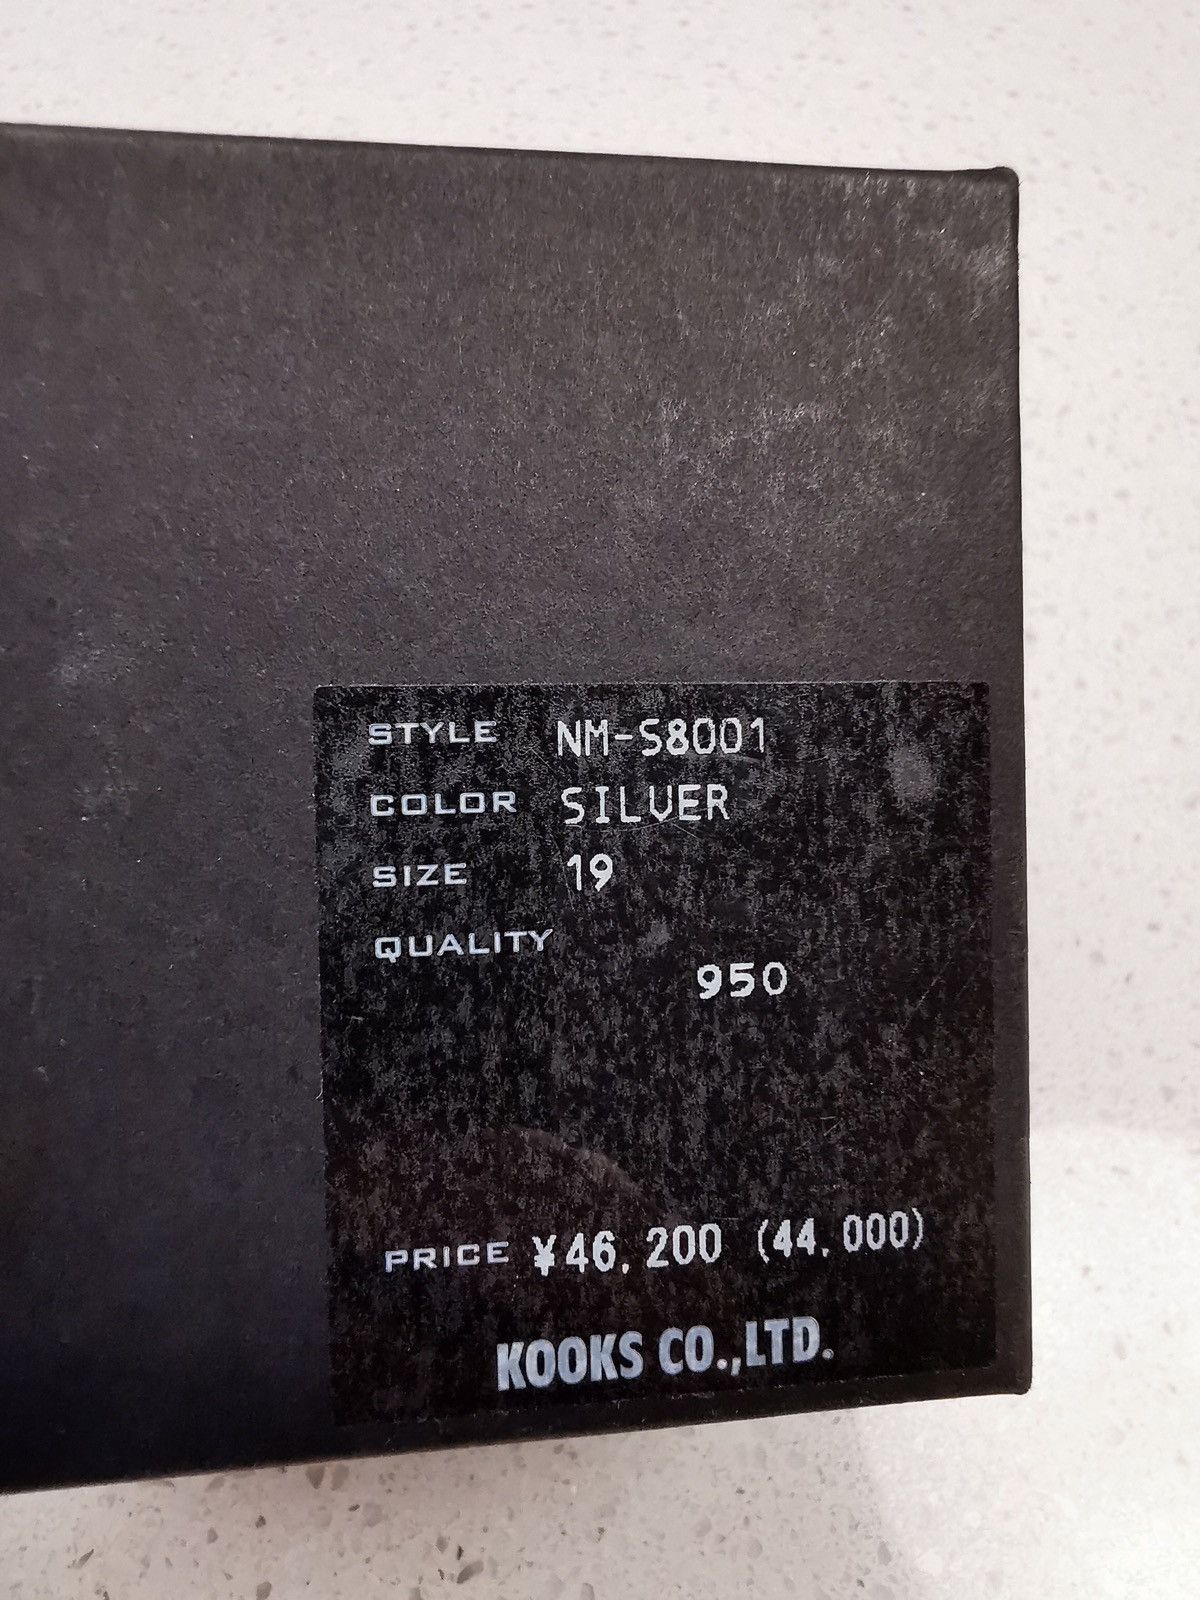 STYLE NM-S8001
COLOR SILVER
SIZE 19
QUALITY
950
PRICE ¥46,200 (44,000)
KOOKS CO.,LTD.